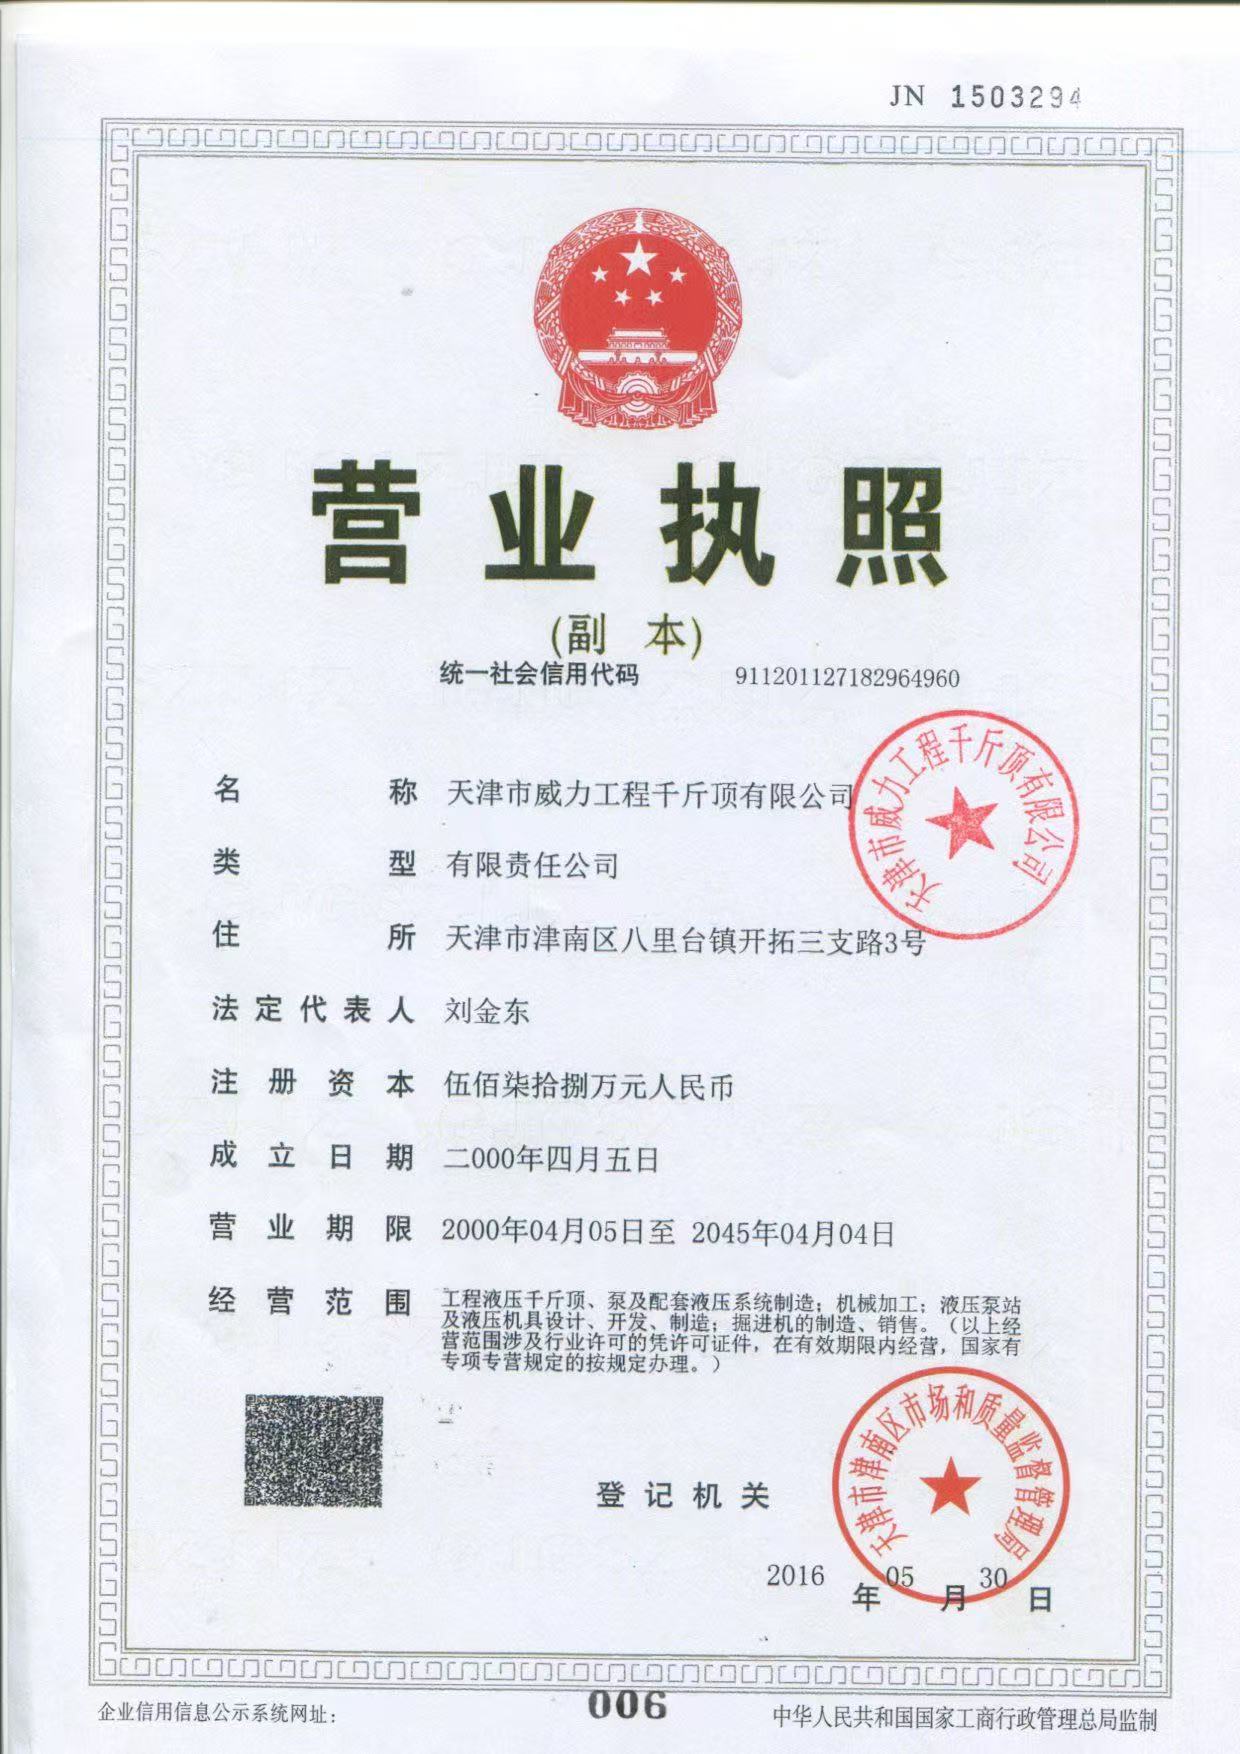 JN 1503294
营业执照
(副 本)
统一社会信用代码 911201127182964960
名称 天津市威力工程千斤顶有限公司
天津市威力工程千斤顶有限公司
类型 有限责任公司
住所 天津市津南区八里台镇开拓三支路3号
法定代表人 刘金东
注册资本 伍佰柒拾捌万元人民币
成立日期 二000年四月五日
营业期限 2000年04月05日至 2045年04月04日
经营范围 工程液压千斤顶、泵及配套液压系统制造；机械加工；液压泵站
及液压机具设计、开发、制造；掘进机的制造、销售。（以上经
营范围涉及行业许可的凭许可证件，在有效期限内经营，国家有
专项专营规定的按规定办理。）
登记机关
天津市津南区市场和质量监督管理局
2016 年 05 月 30 日
006
企业信用信息公示系统网址：
中华人民共和国国家工商行政管理总局监制